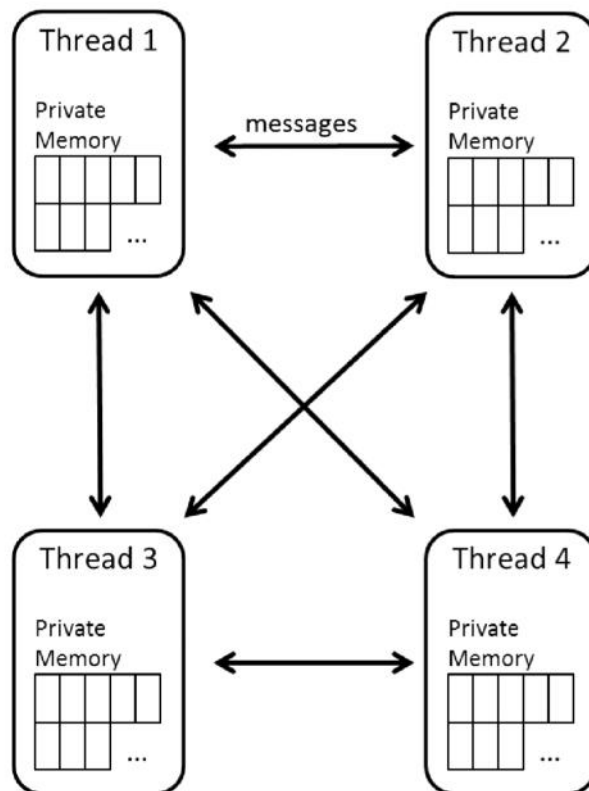 Thread 1
Private
Memory
...
messages
Thread 2
Private
Memory
...
Thread 3
Private
Memory
...
Thread 4
Private
Memory
...